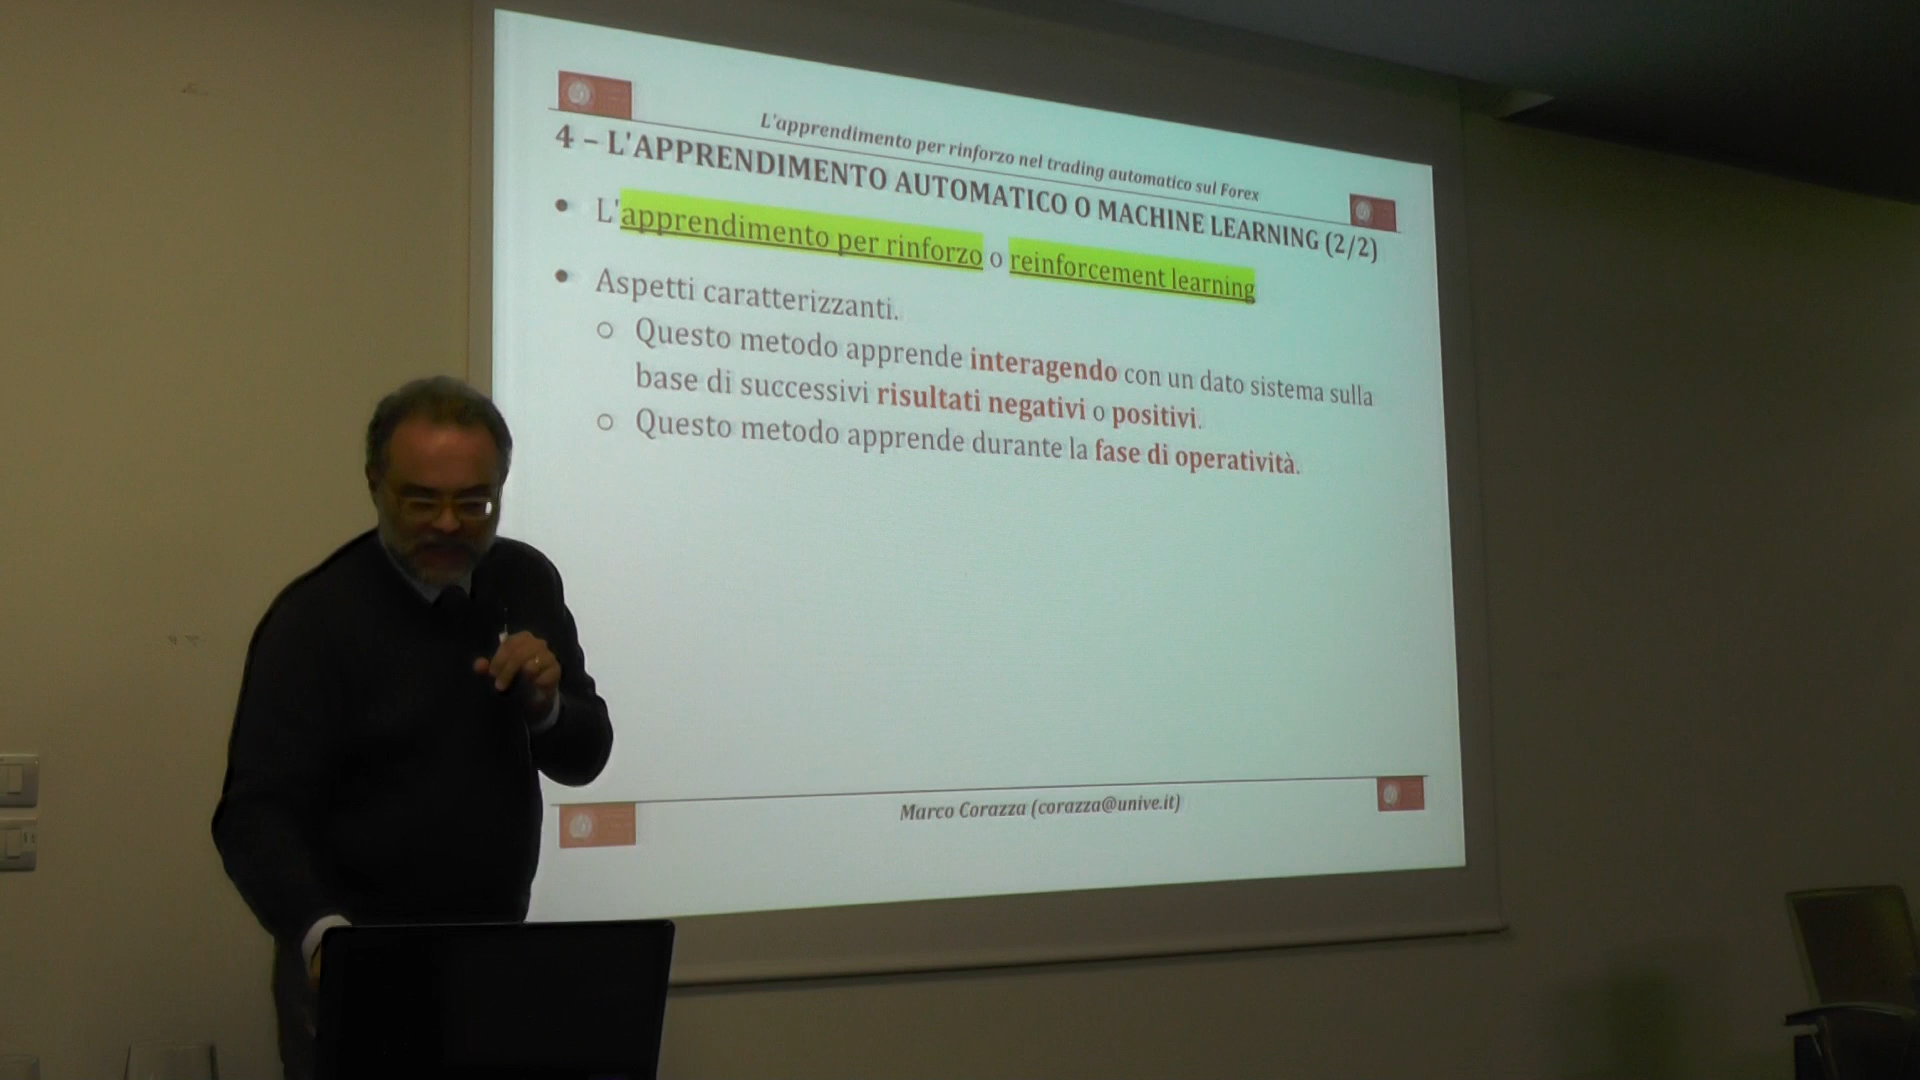 L'apprendimento per rinforzo nel trading automatico sul Forex
4 – L'APPRENDIMENTO AUTOMATICO O MACHINE LEARNING (2/2)
• L'apprendimento per rinforzo o reinforcement learning
• Aspetti caratterizzanti.
o Questo metodo apprende interagendo con un dato sistema sulla
base di successivi risultati negativi o positivi.
o Questo metodo apprende durante la fase di operatività.
Marco Corazza (corazza@unive.it)